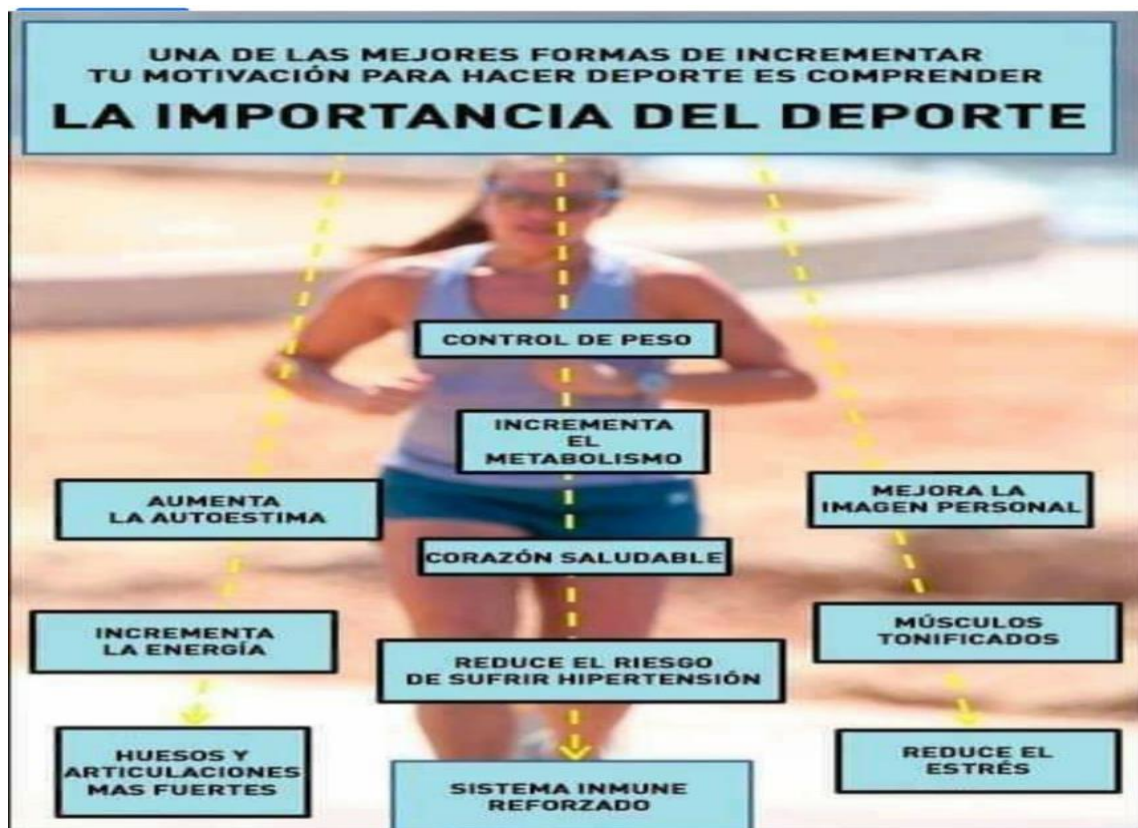 UNA DE LAS MEJORES FORMAS DE INCREMENTAR
TU MOTIVACIÓN PARA HACER DEPORTE ES COMPRENDER
LA IMPORTANCIA DEL DEPORTE
CONTROL DE PESO
INCREMENTA
EL
METABOLISMO
AUMENTA
LA AUTOESTIMA
MEJORA LA
IMAGEN PERSONAL
CORAZÓN SALUDABLE
INCREMENTA
LA ENERGÍA
MÚSCULOS
TONIFICADOS
REDUCE EL RIESGO
DE SUFRIR HIPERTENSIÓN
HUESOS Y
ARTICULACIONES
MAS FUERTES
REDUCE EL
ESTRÉS
SISTEMA INMUNE
REFORZADO